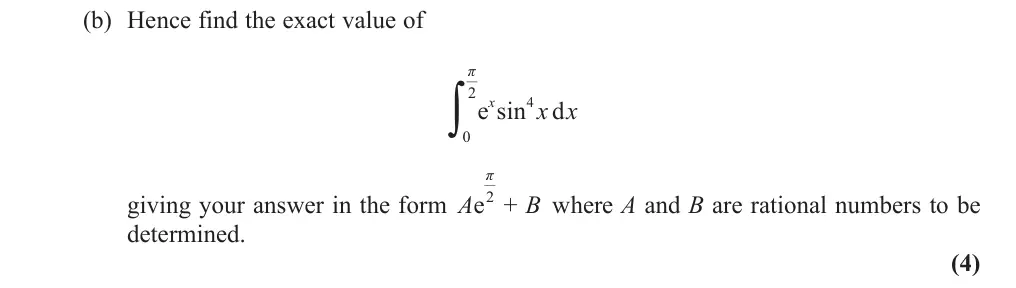 (b) Hence find the exact value of
∫₀^{π/2} eˣ sin⁴ x dx
giving your answer in the form Ae^{π/2} + B where A and B are rational numbers to be
determined.
(4)